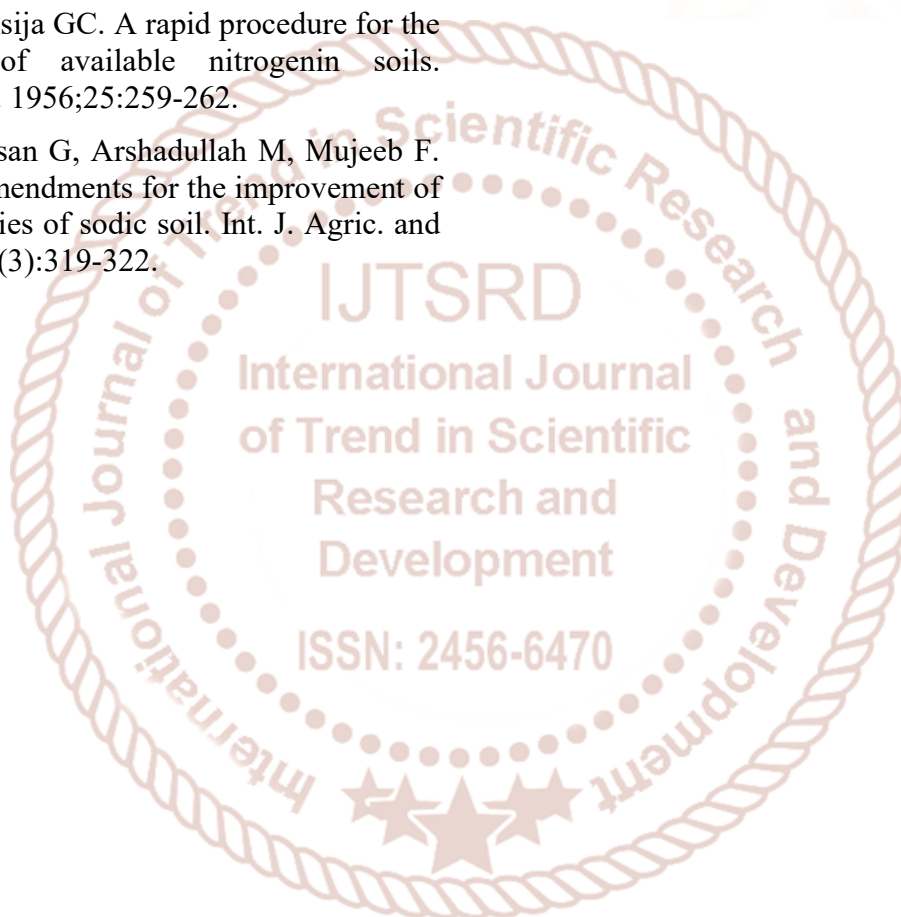 sija GC. A rapid procedure for the
of available nitrogenin soils.
1956;25:259-262.
san G, Arshadullah M, Mujeeb F.
mendments for the improvement of
ies of sodic soil. Int. J. Agric. and
(3):319-322.
International Journal of Trend in Scientific Research and Development
IJTSRD
International Journal
of Trend in Scientific
Research and
Development
ISSN: 2456-6470